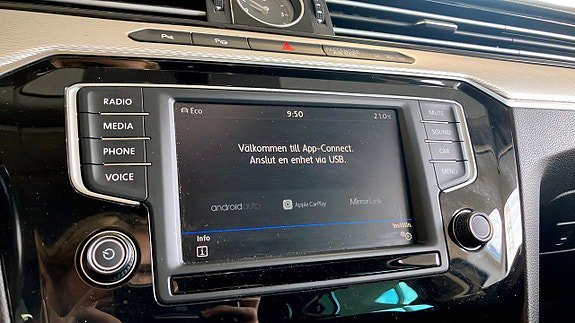 RADIO
MEDIA
PHONE
VOICE
Eco 9:50 21.0°C
Välkommen till App-Connect.
Anslut en enhet via USB.
androidauto Apple CarPlay MirrorLink
Info Inställn.
MUTE
SOUND
CAR
MENU